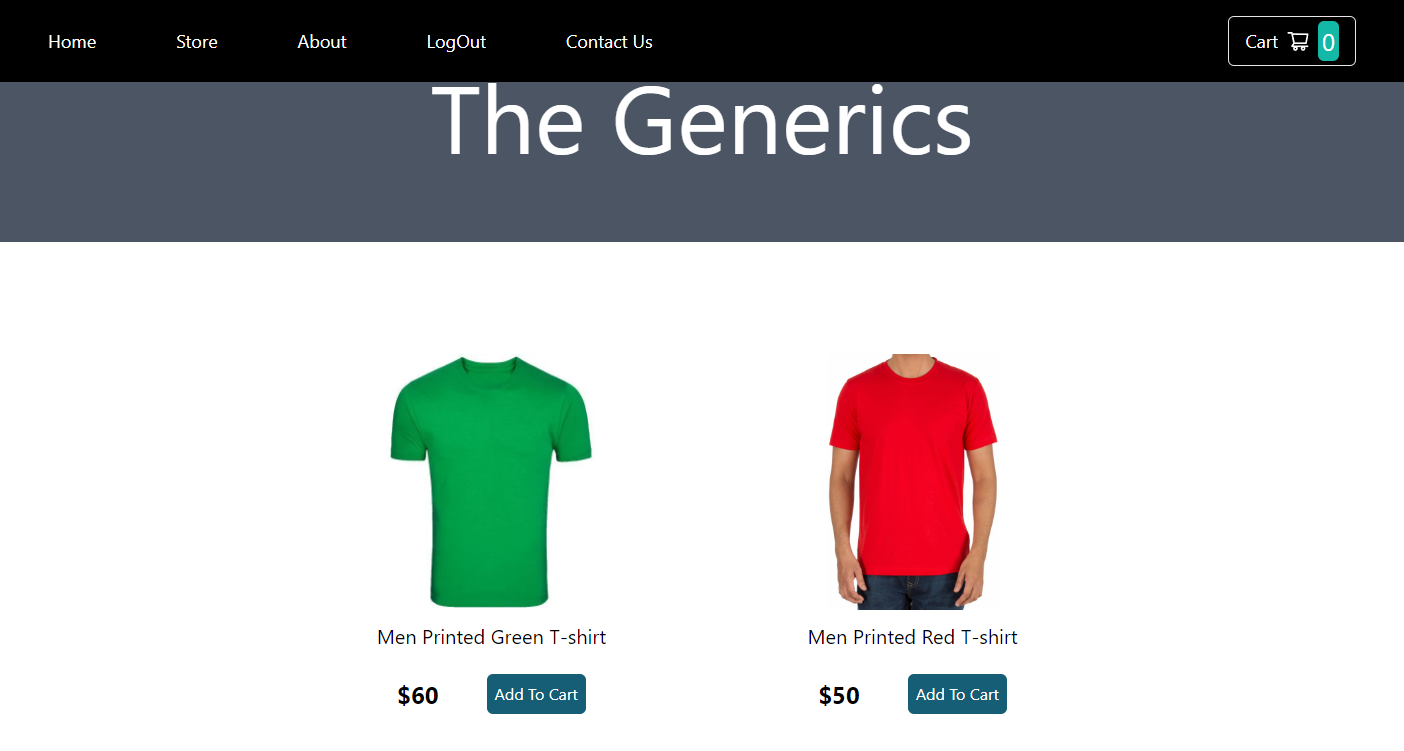 Home Store About LogOut Contact Us Cart 0
The Generics
Men Printed Green T-shirt Men Printed Red T-shirt
$60 Add To Cart $50 Add To Cart